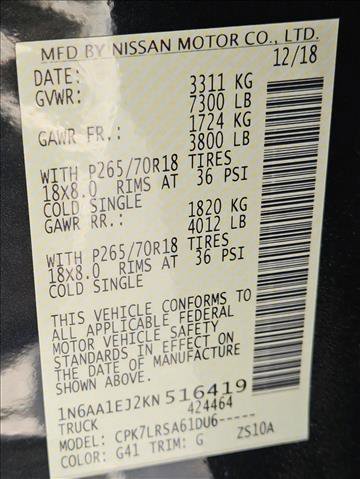 MFD BY NISSAN MOTOR CO., LTD.
DATE: 12/18
GVWR: 3311 KG
7300 LB
GAWR FR.: 1724 KG
3800 LB
WITH P265/70R18 TIRES
18X8.0 RIMS AT 36 PSI
COLD SINGLE
GAWR RR.: 1820 KG
4012 LB
WITH P265/70R18 TIRES
18X8.0 RIMS AT 36 PSI
COLD SINGLE
THIS VEHICLE CONFORMS TO
ALL APPLICABLE FEDERAL
MOTOR VEHICLE SAFETY
STANDARDS IN EFFECT ON
THE DATE OF MANUFACTURE
SHOWN ABOVE.
1N6AA1EJ2KN516419
TRUCK 424464
MODEL: CPK7LRSA61DU6-----
COLOR: G41 TRIM: G ZS10A